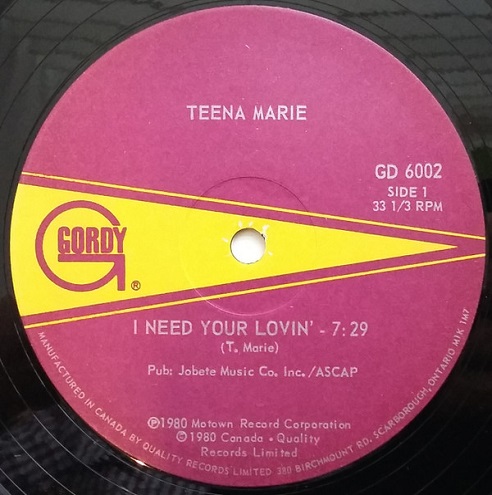 TEENA MARIE
GD 6002
SIDE 1
33 1/3 RPM
GORDY
®
I NEED YOUR LOVIN' - 7:29
(T. Marie)
Pub: Jobete Music Co. Inc./ASCAP
℗1980 Motown Record Corporation
©1980 Canada • Quality
Records Limited
MANUFACTURED IN CANADA BY QUALITY RECORDS LIMITED 380 BIRCHMOUNT RD, SCARBOROUGH, ONTARIO M1K 1M7